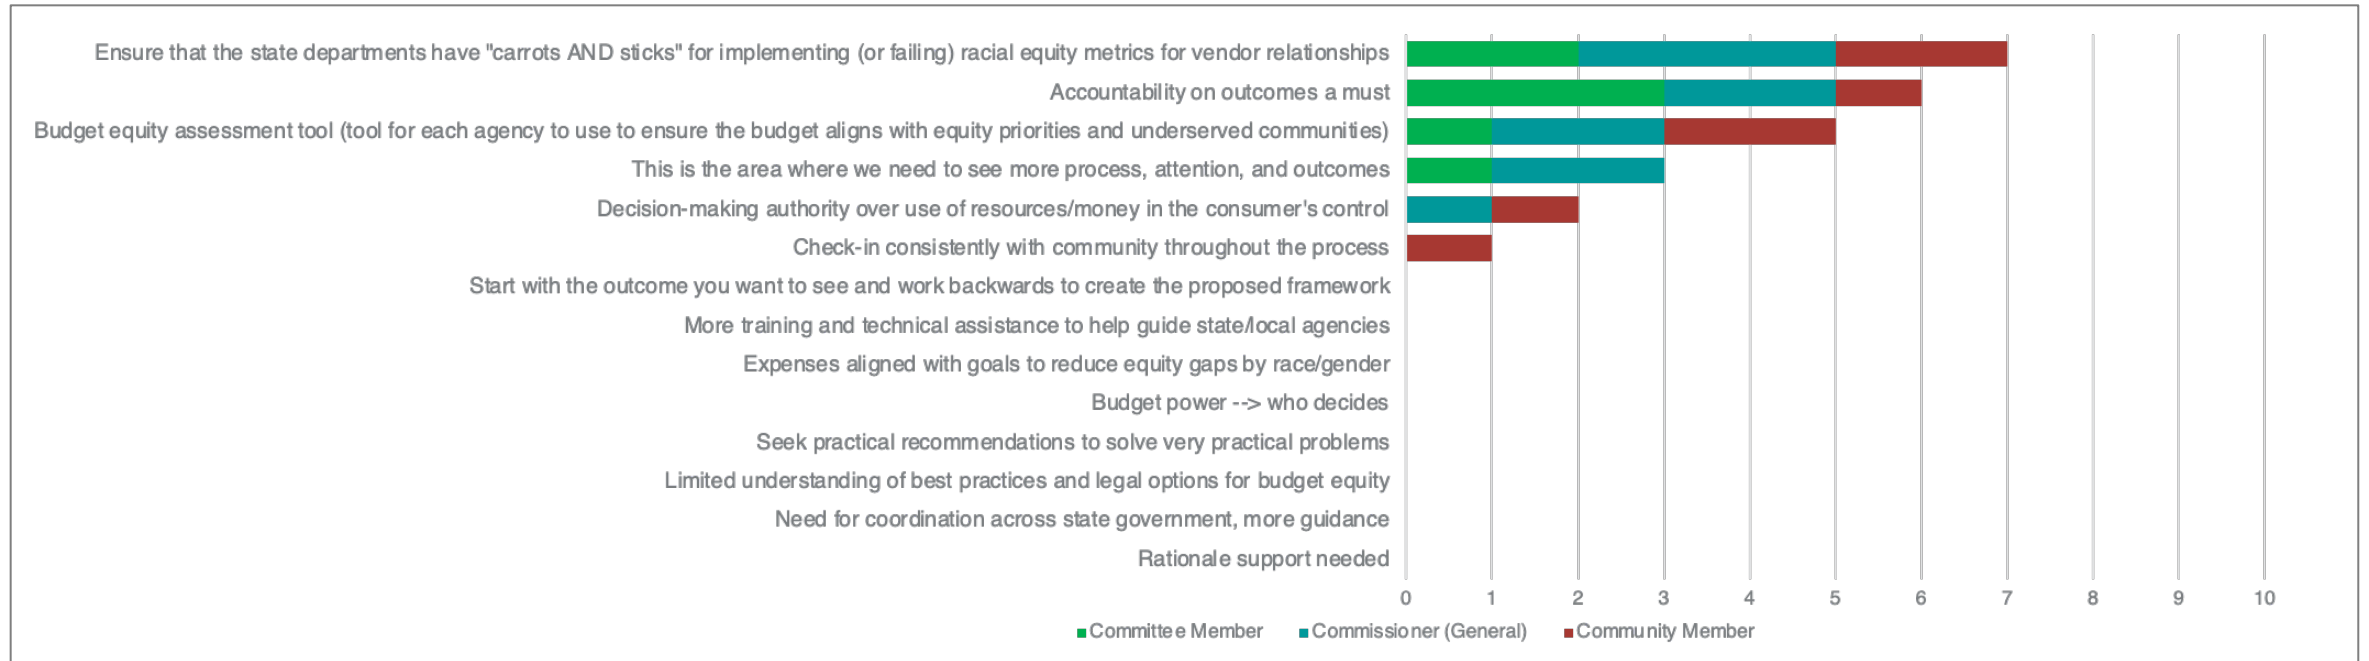 Ensure that the state departments have "carrots AND sticks" for implementing (or failing) racial equity metrics for vendor relationships
Accountability on outcomes a must
Budget equity assessment tool (tool for each agency to use to ensure the budget aligns with equity priorities and underserved communities)
This is the area where we need to see more process, attention, and outcomes
Decision-making authority over use of resources/money in the consumer's control
Check-in consistently with community throughout the process
Start with the outcome you want to see and work backwards to create the proposed framework
More training and technical assistance to help guide state/local agencies
Expenses aligned with goals to reduce equity gaps by race/gender
Budget power --> who decides
Seek practical recommendations to solve very practical problems
Limited understanding of best practices and legal options for budget equity
Need for coordination across state government, more guidance
Rationale support needed
0 1 2 3 4 5 6 7 8 9 10
Committee Member Commissioner (General) Community Member